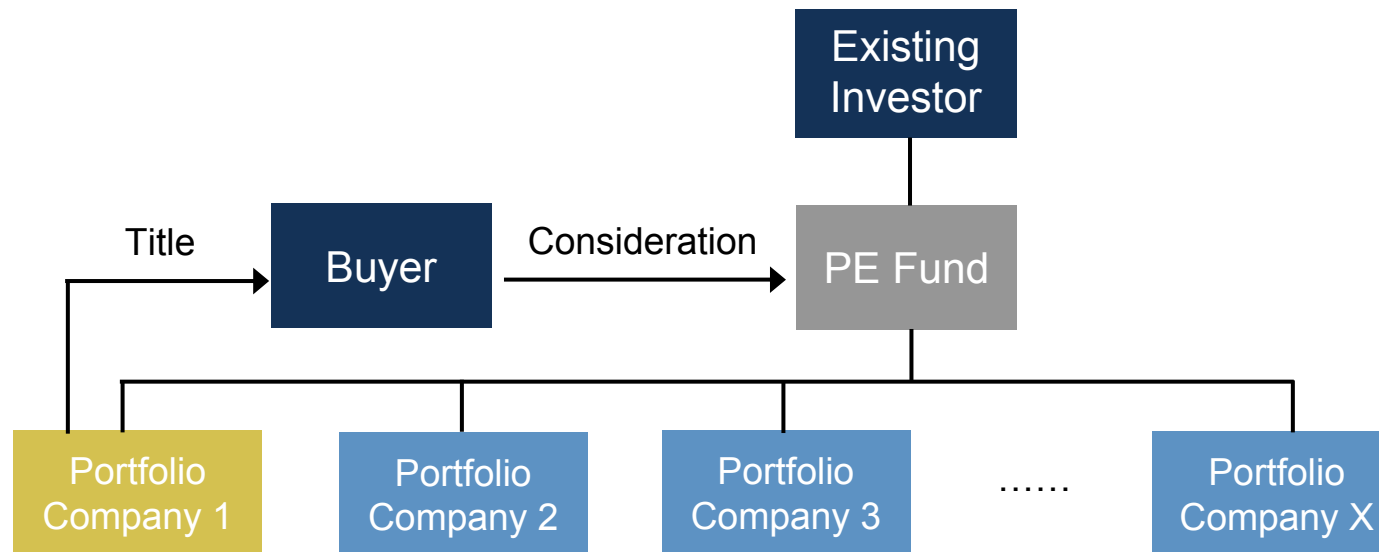 Existing
Investor
Title
Buyer
Consideration
PE Fund
Portfolio
Company 1
Portfolio
Company 2
Portfolio
Company 3
......
Portfolio
Company X